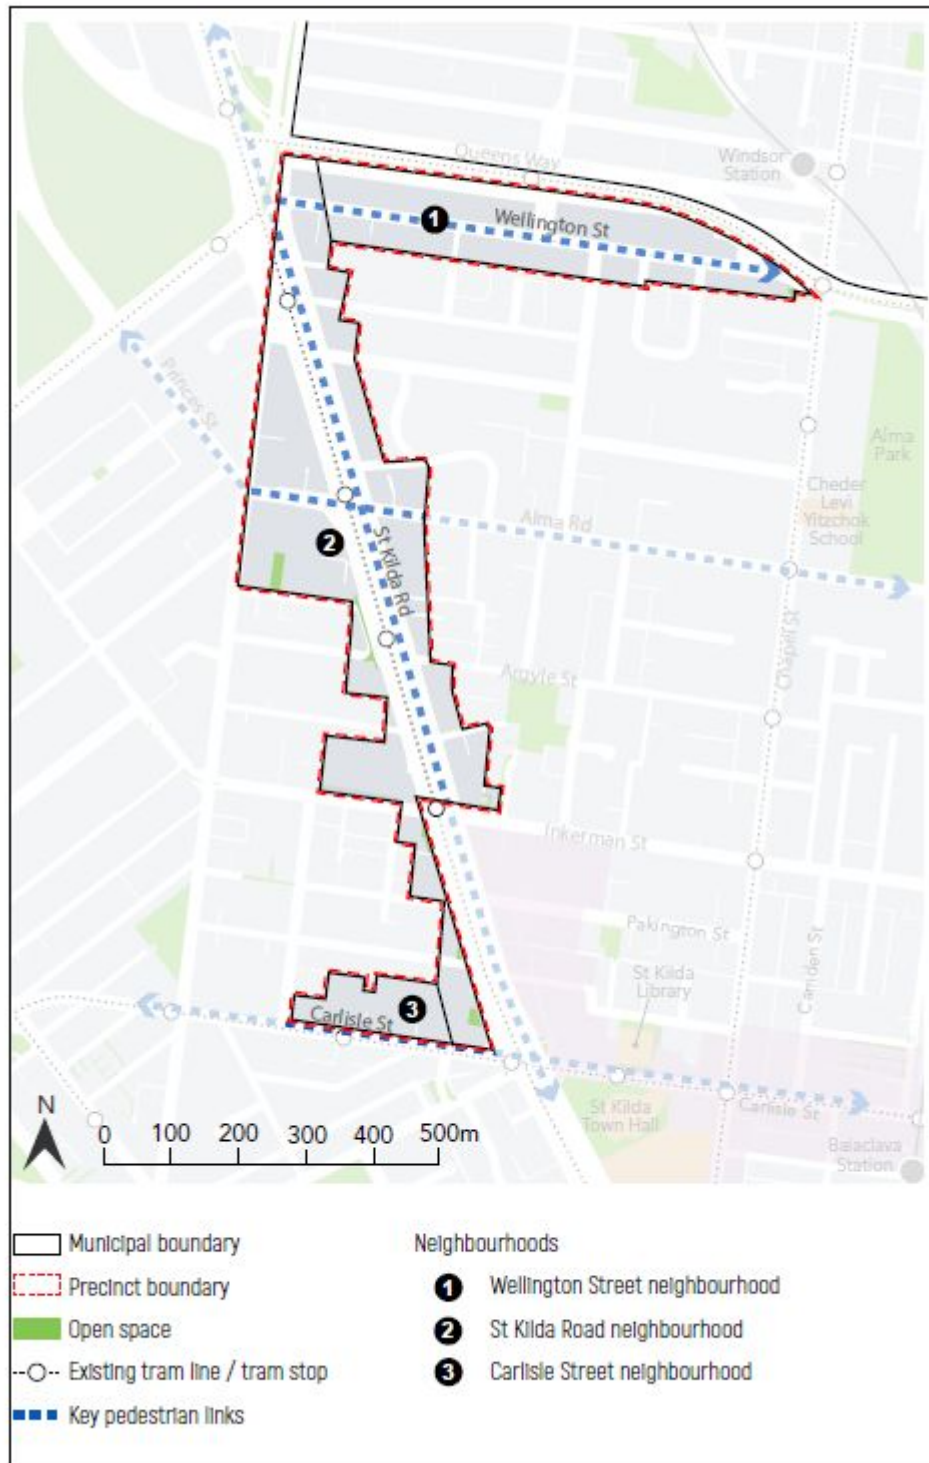 Queens Way
Windsor
Station
1
Wellington St
Princes St
Alma
Park
Cheder
Levi
Yitzchok
School
Alma Rd
2
St Kilda Rd
Argyle St
Chapel St
Inkerman St
Pakington St
Camden St
St Kilda
Library
3
Carlisle St
St Kilda
Town Hall
Carlisle St
Balaclava
Station
N
0 100 200 300 400 500m
Municipal boundary
Precinct boundary
Open space
Existing tram line / tram stop
Key pedestrian links
Neighbourhoods
1 Wellington Street neighbourhood
2 St Kilda Road neighbourhood
3 Carlisle Street neighbourhood